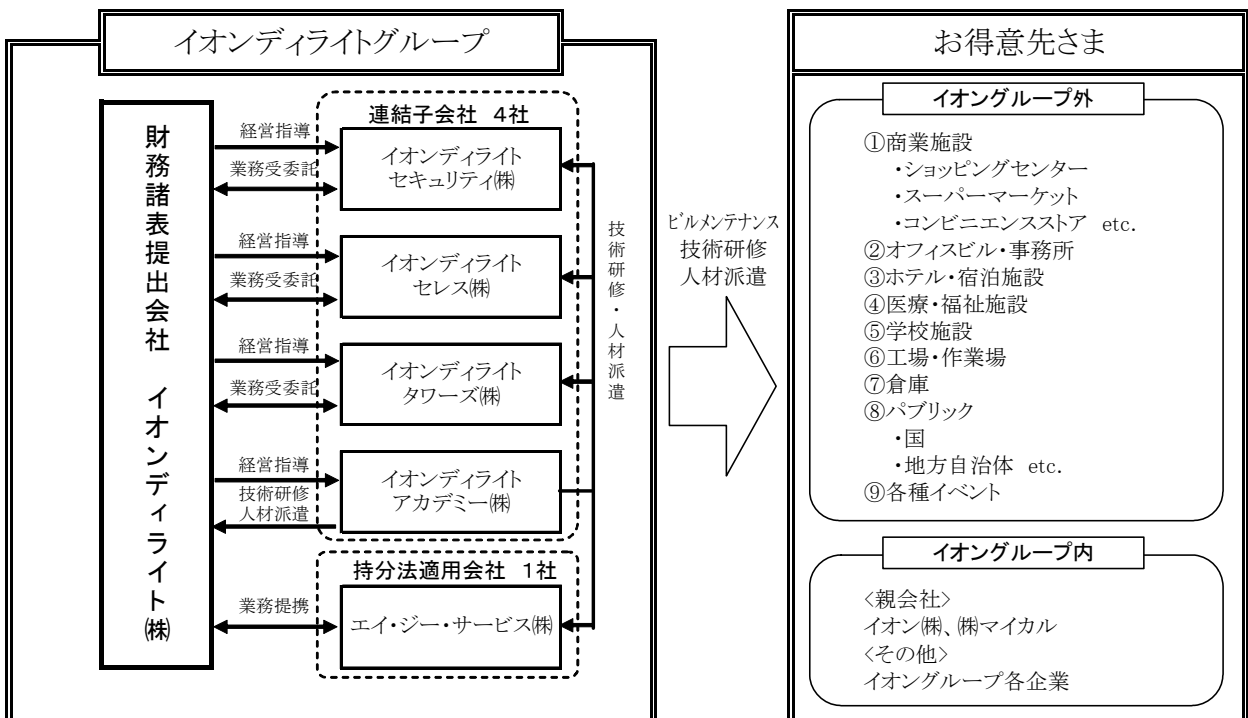 イオンディライトグループ
財務諸表提出会社 イオンディライト㈱
連結子会社 4社
経営指導
業務受委託
イオンディライト
セキュリティ㈱
経営指導
業務受委託
イオンディライト
セレス㈱
経営指導
業務受委託
イオンディライト
タワーズ㈱
経営指導
技術研修
人材派遣
イオンディライト
アカデミー㈱
技術研修・人材派遣
持分法適用会社 1社
業務提携
エイ・ジー・サービス㈱
ビルメンテナンス
技術研修
人材派遣
お得意先さま
イオングループ外
①商業施設
・ショッピングセンター
・スーパーマーケット
・コンビニエンスストア etc.
②オフィスビル・事務所
③ホテル・宿泊施設
④医療・福祉施設
⑤学校施設
⑥工場・作業場
⑦倉庫
⑧パブリック
・国
・地方自治体 etc.
⑨各種イベント
イオングループ内
<親会社>
イオン㈱、㈱マイカル
<その他>
イオングループ各企業